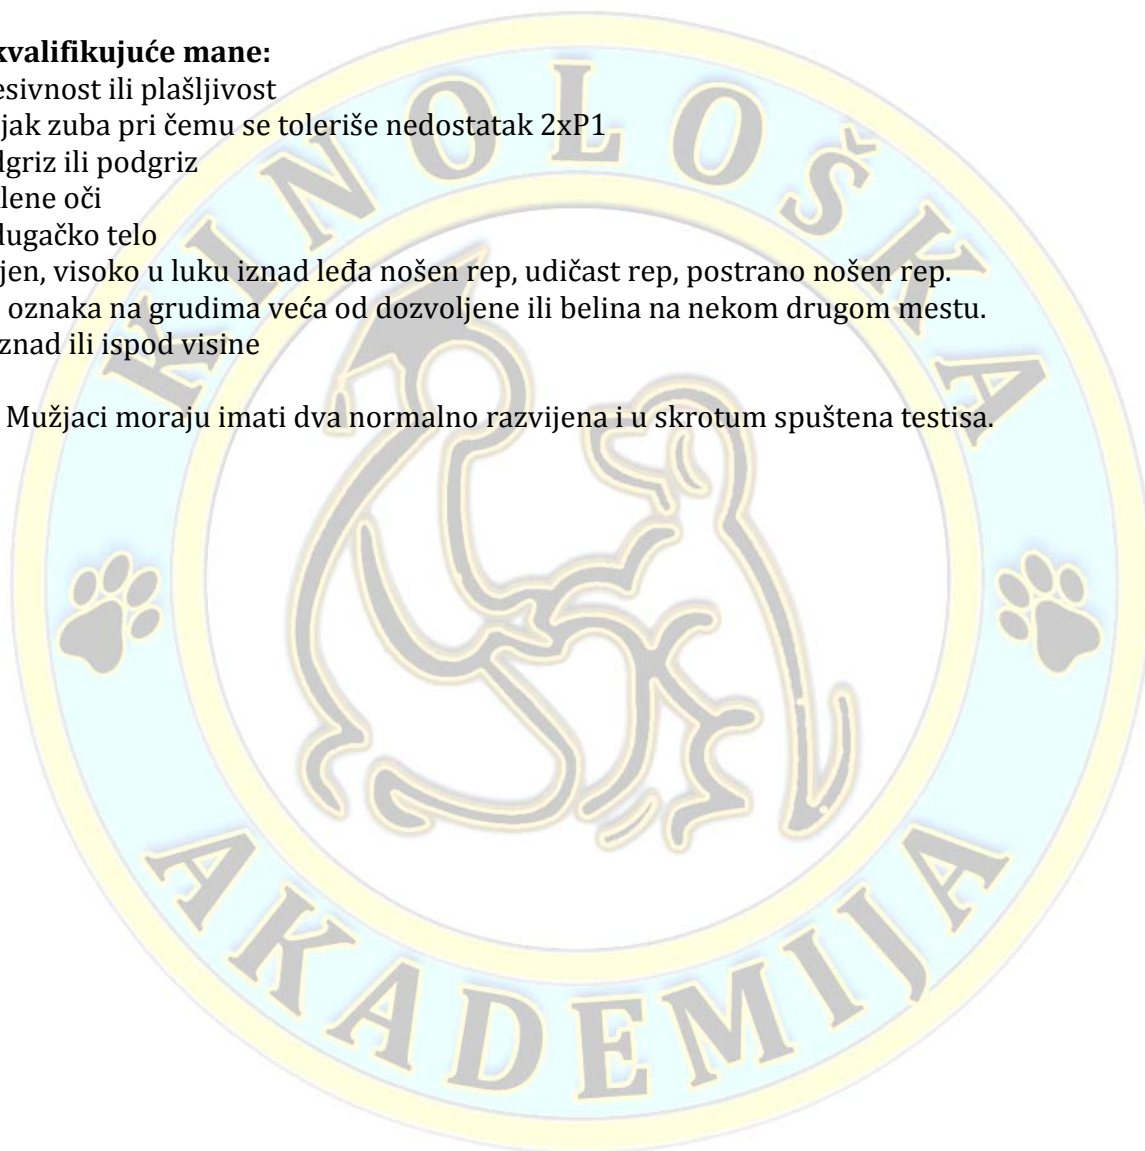 kvalifikujuće mane:
esivnost ili plašljivost
jak zuba pri čemu se toleriše nedostatak 2xP1
dgriz ili podgriz
lene oči
dugačko telo
jen, visoko u luku iznad leđa nošen rep, udičast rep, postrano nošen rep.
oznaka na grudima veća od dozvoljene ili belina na nekom drugom mestu.
znad ili ispod visine
Mužjaci moraju imati dva normalno razvijena i u skrotum spuštena testisa.
KINOLOŠKA
AKADEMIJA